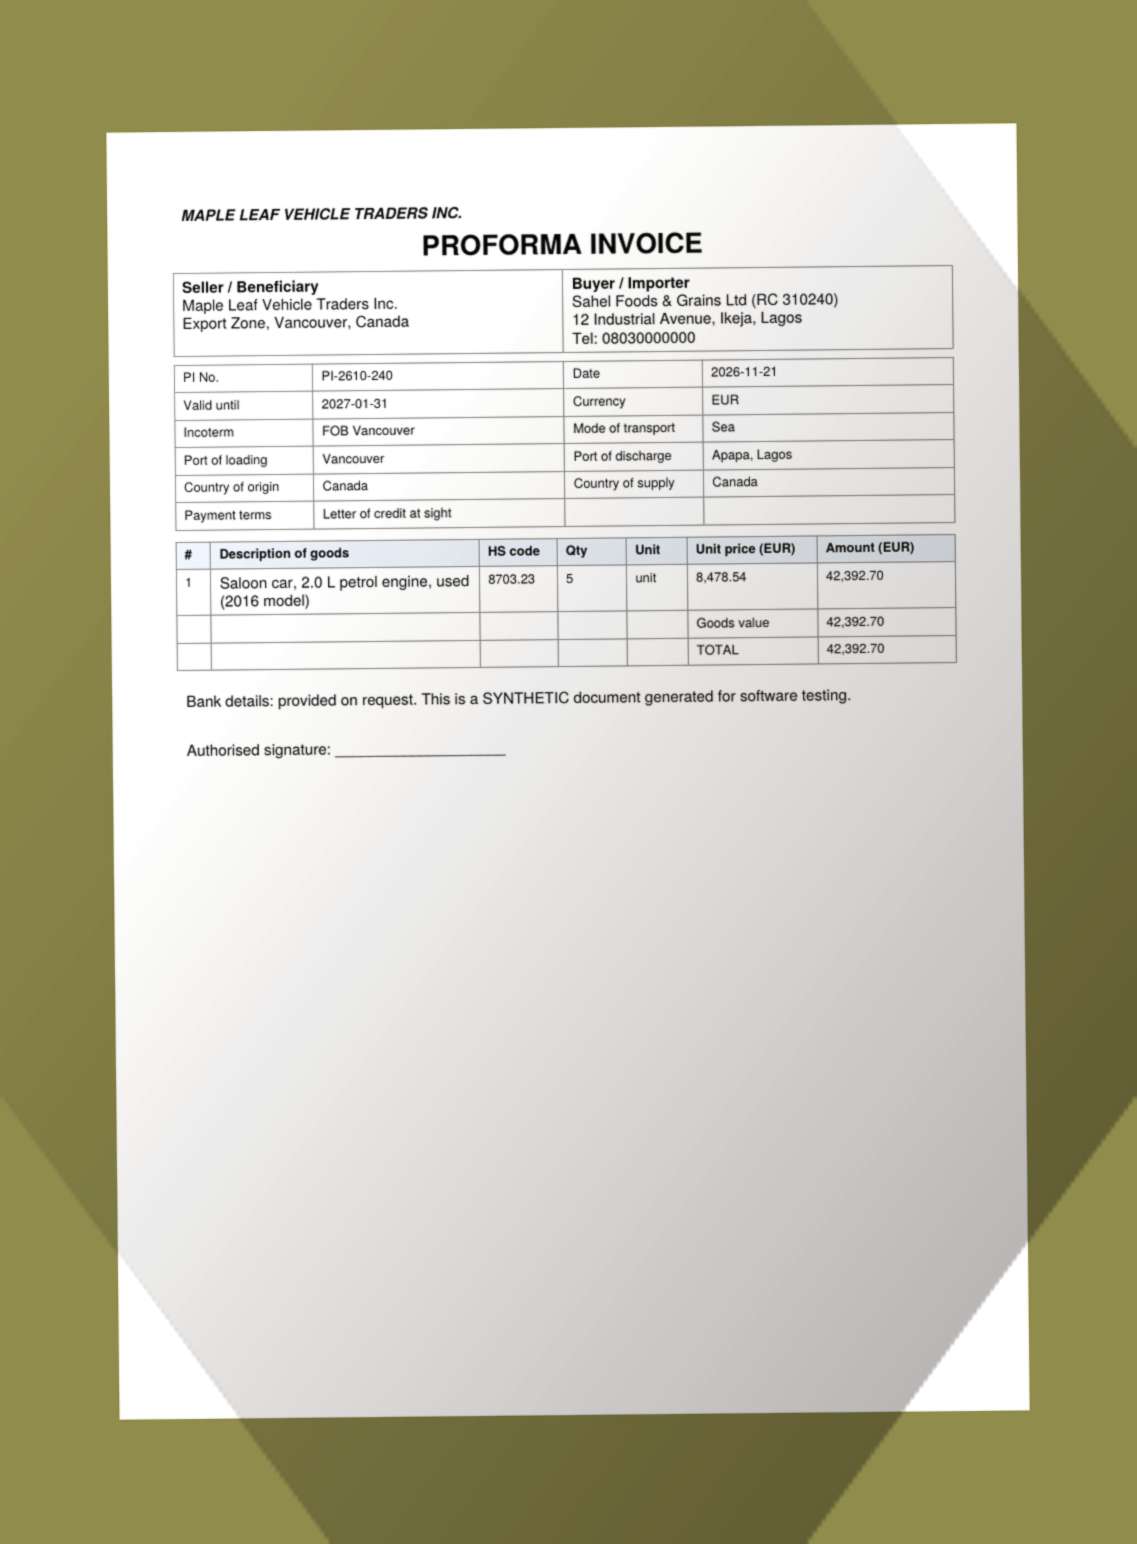 MAPLE LEAF VEHICLE TRADERS INC.
PROFORMA INVOICE
Seller / Beneficiary
Maple Leaf Vehicle Traders Inc.
Export Zone, Vancouver, Canada
Buyer / Importer
Sahel Foods & Grains Ltd (RC 310240)
12 Industrial Avenue, Ikeja, Lagos
Tel: 08030000000
PI No. PI-2610-240 Date 2026-11-21
Valid until 2027-01-31 Currency EUR
Incoterm FOB Vancouver Mode of transport Sea
Port of loading Vancouver Port of discharge Apapa, Lagos
Country of origin Canada Country of supply Canada
Payment terms Letter of credit at sight
# Description of goods HS code Qty Unit Unit price (EUR) Amount (EUR)
1 Saloon car, 2.0 L petrol engine, used 8703.23 5 unit 8,478.54 42,392.70
(2016 model)
Goods value 42,392.70
TOTAL 42,392.70
Bank details: provided on request. This is a SYNTHETIC document generated for software testing.
Authorised signature: ____________________